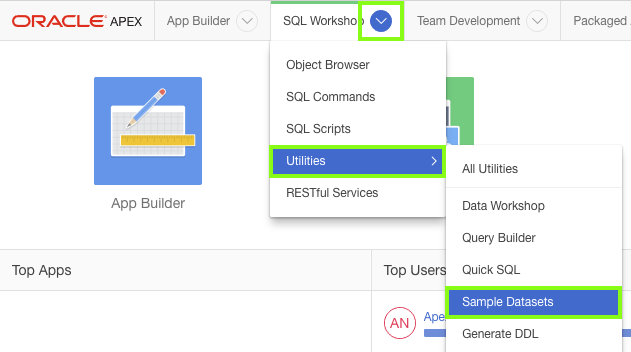 ORACLE APEX App Builder SQL Workshop Team Development Packaged
Object Browser
SQL Commands
SQL Scripts
Utilities
RESTful Services
All Utilities
Data Workshop
Query Builder
Quick SQL
Sample Datasets
Generate DDL
App Builder
Top Apps
Top Users
AN
Ape